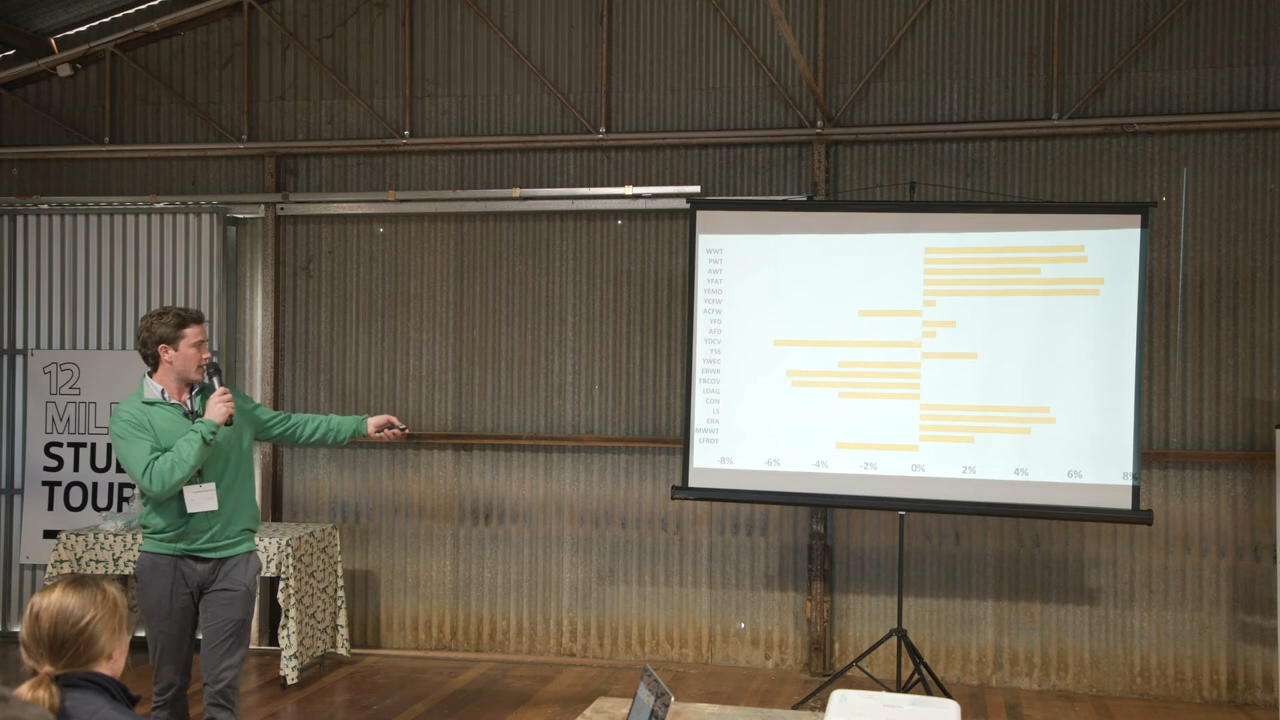 12
MIL
STU
TOUR
WWT
PWT
AWT
YFAT
YEMD
YCFW
ACFW
YFD
AFD
YDCV
YSS
YWEC
EBWR
EBCOV
LDAG
CON
LS
ERA
MWWT
LFROT
-8% -6% -4% -2% 0% 2% 4% 6% 8%